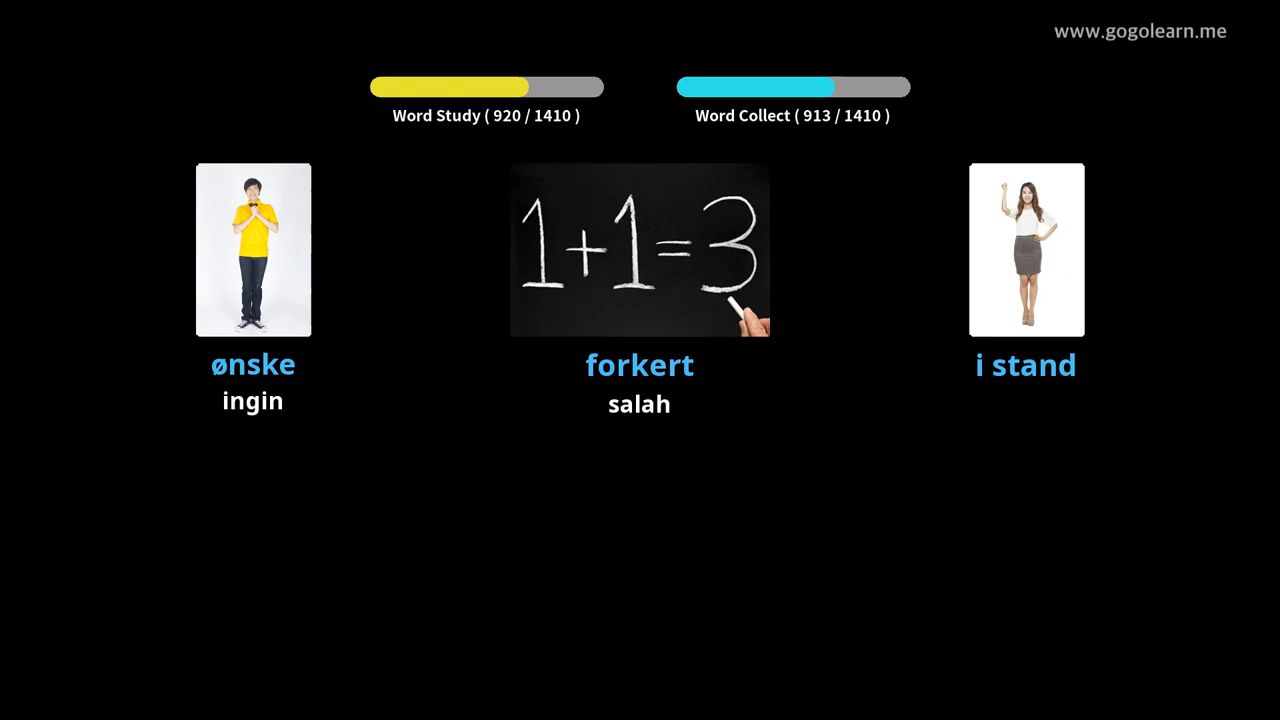 www.gogolearn.me
Word Study ( 920 / 1410 )
Word Collect ( 913 / 1410 )
1+1=3
ønske
forkert
i stand
ingin
salah